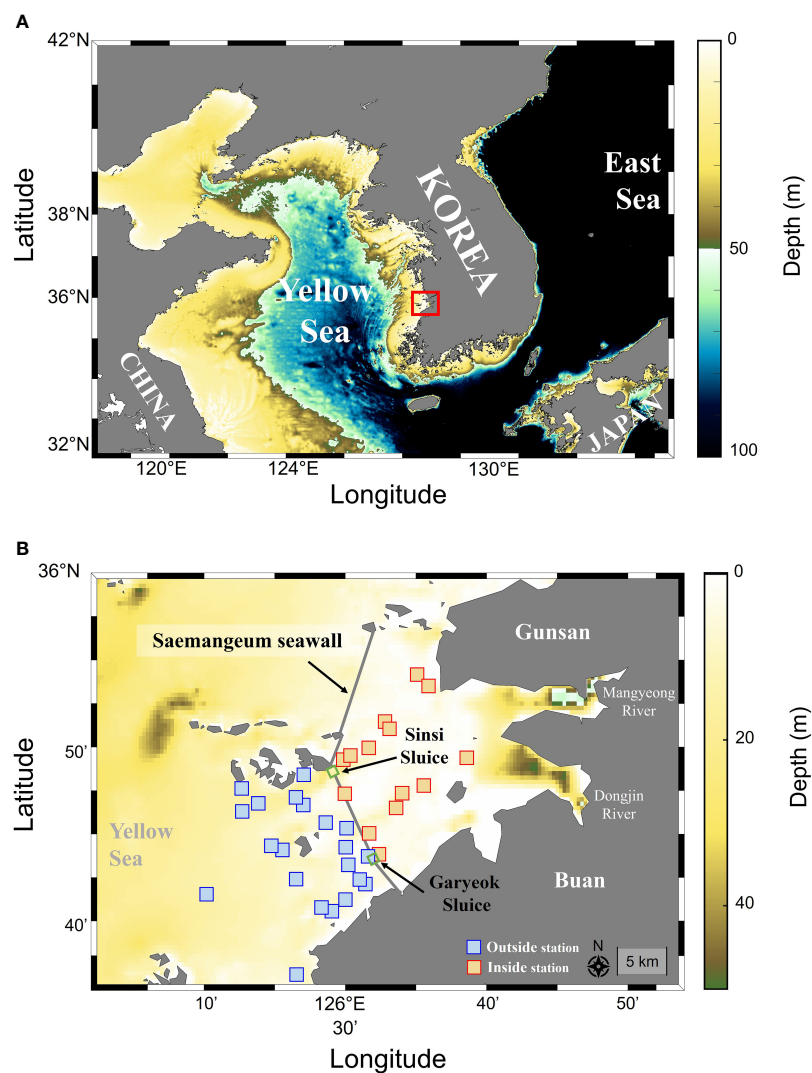 A
42°N
38°N
36°N
32°N
Latitude
120°E
124°E
130°E
Longitude
KOREA
East
Sea
Yellow
Sea
CHINA
JAPAN
0
50
100
Depth (m)
B
36°N
50’
40’
Latitude
Saemangeum seawall
Gunsan
Mangyeong
River
Sinsi
Sluice
Dongjin
River
Yellow
Sea
Garyeok
Sluice
Buan
Outside station
Inside station
N
5 km
10’
126°E
30’
40’
50’
Longitude
0
20
40
Depth (m)